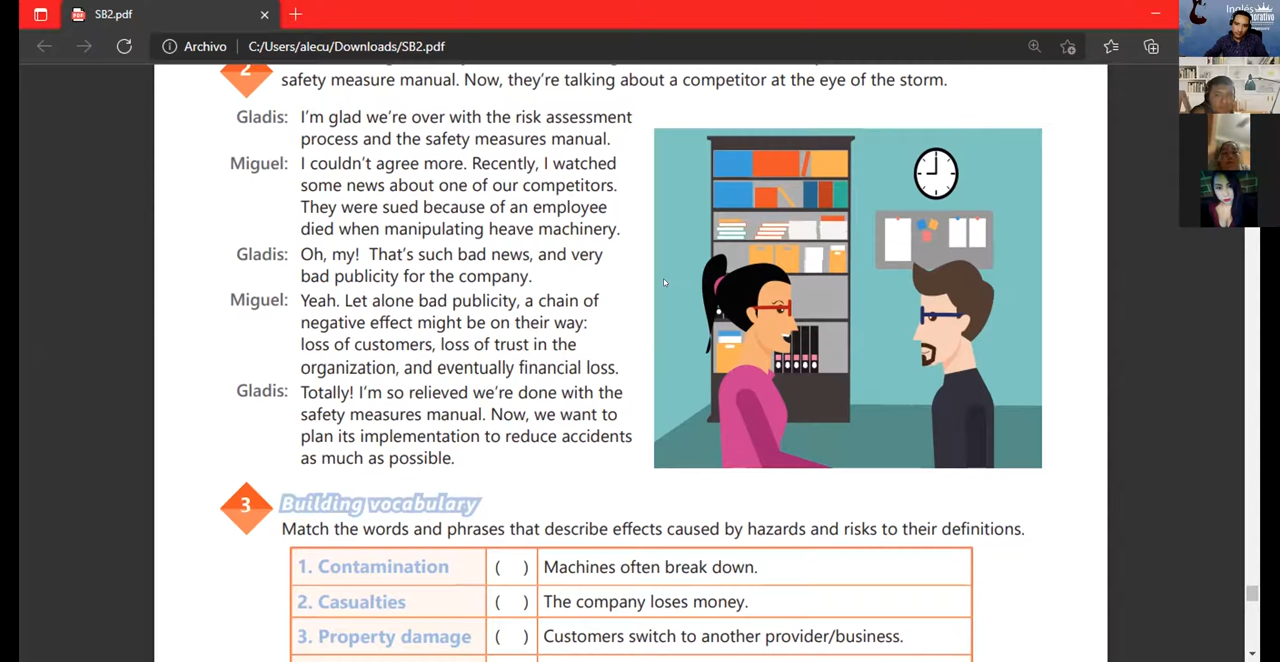 SB2.pdf
Archivo
C:/Users/alecu/Downloads/SB2.pdf
Inglés
2
safety measure manual. Now, they're talking about a competitor at the eye of the storm.
Gladis: I'm glad we're over with the risk assessment
process and the safety measures manual.
Miguel: I couldn't agree more. Recently, I watched
some news about one of our competitors.
They were sued because of an employee
died when manipulating heave machinery.
Gladis: Oh, my! That's such bad news, and very
bad publicity for the company.
Miguel: Yeah. Let alone bad publicity, a chain of
negative effect might be on their way:
loss of customers, loss of trust in the
organization, and eventually financial loss.
Gladis: Totally! I'm so relieved we're done with the
safety measures manual. Now, we want to
plan its implementation to reduce accidents
as much as possible.
3 Building vocabulary
Match the words and phrases that describe effects caused by hazards and risks to their definitions.
1. Contamination ( ) Machines often break down.
2. Casualties ( ) The company loses money.
3. Property damage ( ) Customers switch to another provider/business.